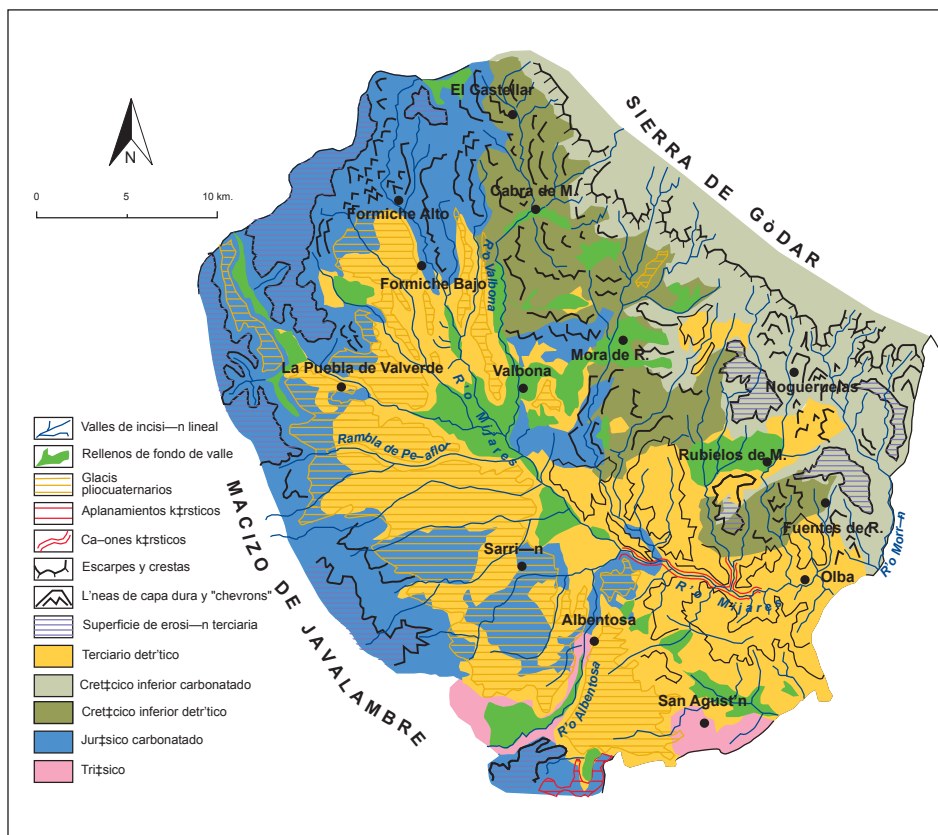 El Castellar
SIERRA DE GòDAR
N
0 5 10 km.
Cabra de M.
Formiche Alto
R'o Valbona
Formiche Bajo
Mora de R.
La Puebla de Valverde
Valbona
Nogueruelas
R'o Mijares
Rambla de Pe–aflor
Rubielos de M.
MACIZO DE JAVALAMBRE
Fuentes de R.
R'o Morí–n
Sarri—n
Olba
R'o Mijares
Albentosa
San Agust'n
R'o Albentosa
Valles de incisi—n lineal
Rellenos de fondo de valle
Glacis
pliocuaternarios
Aplanamientos k‡rsticos
Ca–ones k‡rsticos
Escarpes y crestas
L'neas de capa dura y "chevrons"
Superficie de erosi—n terciaria
Terciario detr'tico
Cret‡cico inferior carbonatado
Cret‡cico inferior detr'tico
Jur‡sico carbonatado
Tri‡sico